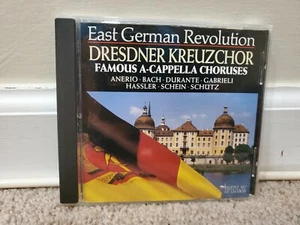 East German Revolution
DRESDNER KREUZCHOR
FAMOUS A-CAPPELLA CHORUSES
ANERIO · BACH · DURANTE · GABRIELI
HASSLER · SCHEIN · SCHÜTZ